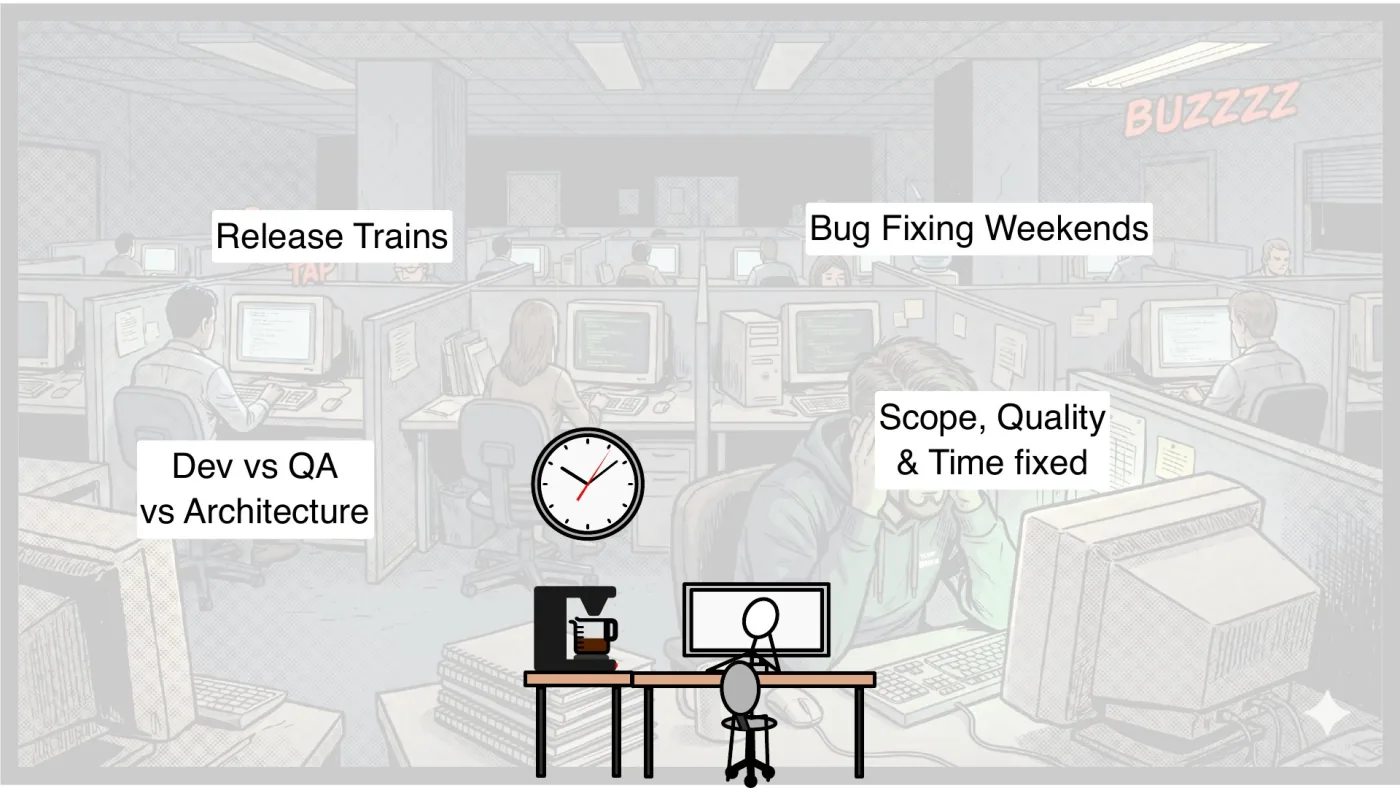 BUZZZZ
Release Trains
Bug Fixing Weekends
TAP
Scope, Quality
& Time fixed
Dev vs QA
vs Architecture